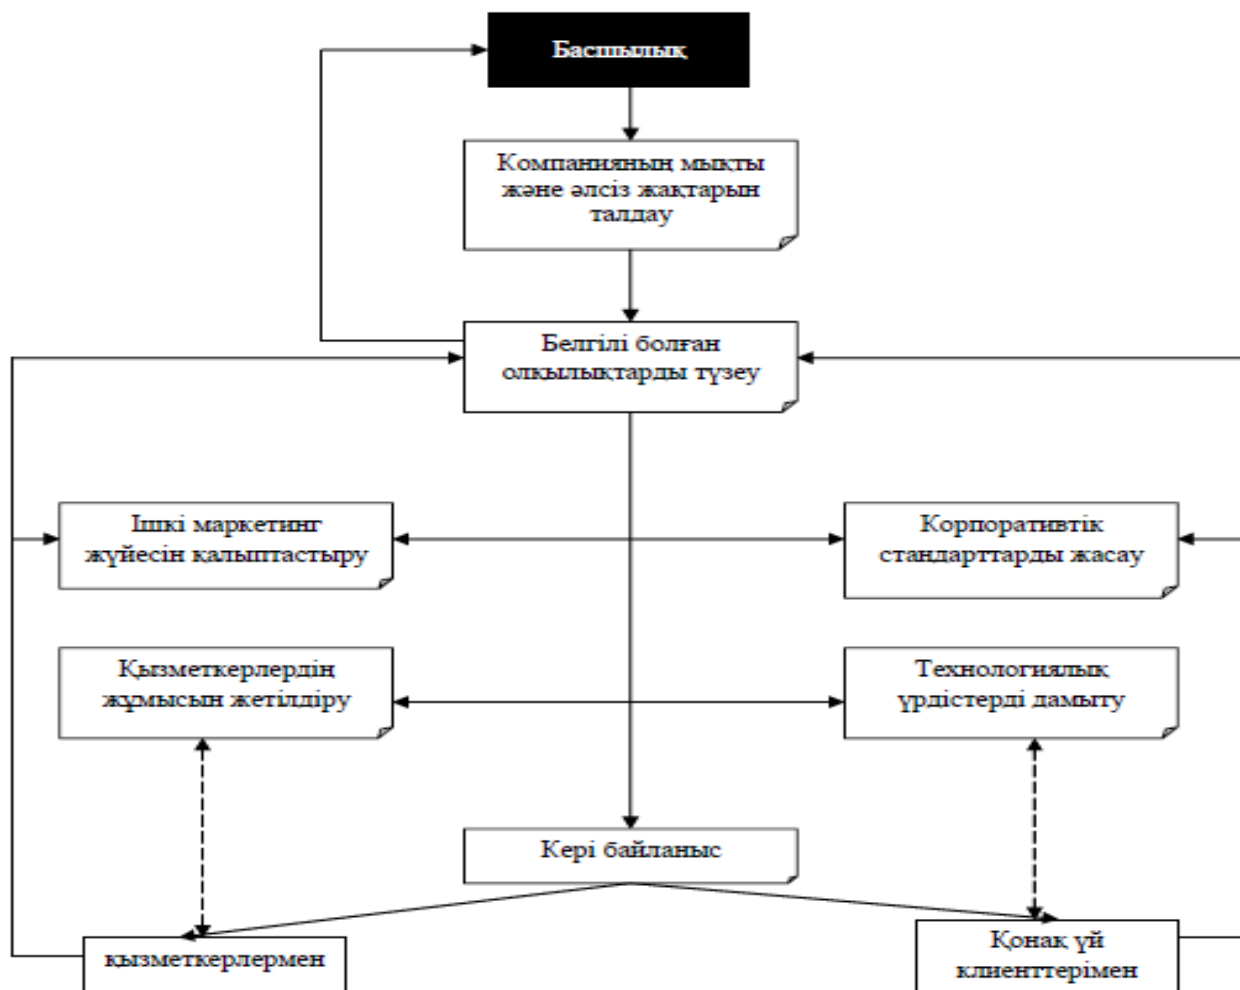 Басшылық
Компанияның мықты
және әлсіз жақтарын
талдау
Белгілі болған
олқылықтарды түзеу
Ішкі маркетинг
жүйесін қалыптастыру
Корпоративтік
стандарттарды жасау
Қызметкерлердің
жұмысын жетілдіру
Технологиялық
үрдістерді дамыту
Кері байланыс
қызметкерлермен
Қонақ үй
клиенттерімен